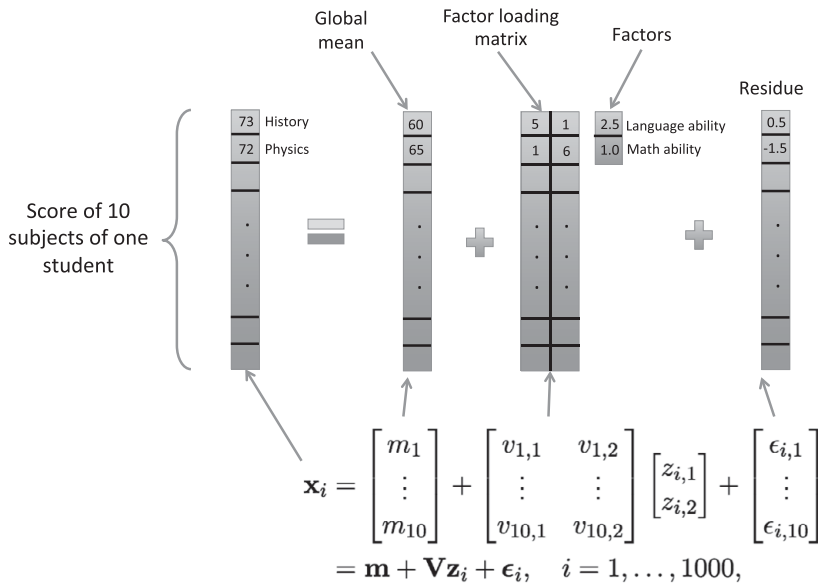 Global mean
Factor loading matrix
Factors
Residue
73 History 60 5 1 2.5 Language ability 0.5
72 Physics 65 1 6 1.0 Math ability -1.5
Score of 10 subjects of one student
= + +
x_i = [m_1 ⋮ m_10] + [v_1,1 v_1,2 ⋮ ⋮ v_10,1 v_10,2] [z_i,1 z_i,2] + [ϵ_i,1 ⋮ ϵ_i,10]
= m + Vz_i + ϵ_i, i = 1, . . . , 1000,